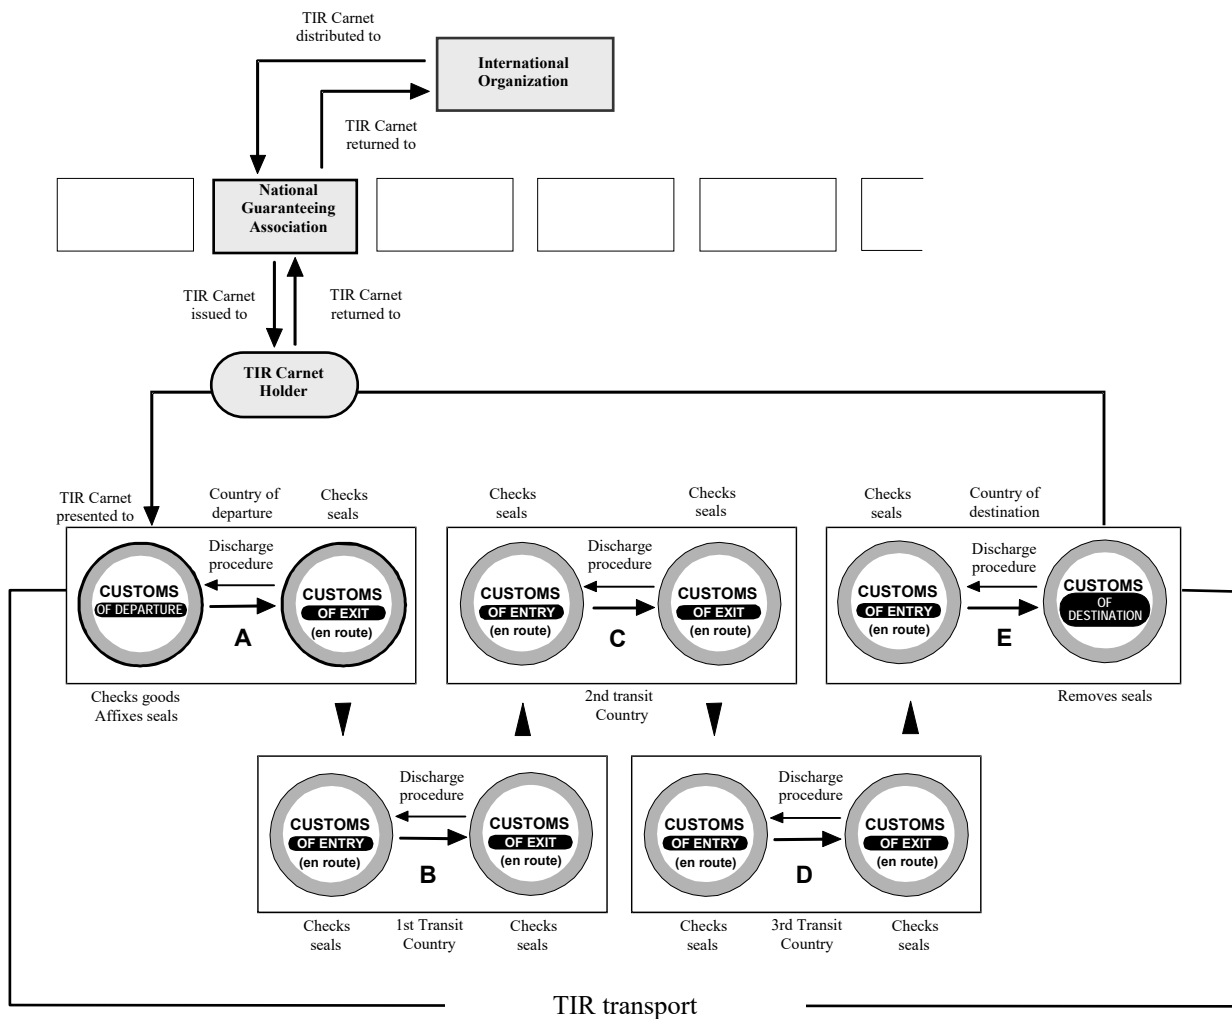 TIR Carnet
distributed to
International
Organization
TIR Carnet
returned to
National
Guaranteeing
Association
TIR Carnet
issued to
TIR Carnet
returned to
TIR Carnet
Holder
TIR Carnet
presented to
Country of
departure
Checks
seals
Checks
seals
Checks
seals
Checks
seals
Country of
destination
CUSTOMS
OF DEPARTURE
Discharge
procedure
A
CUSTOMS
OF EXIT
(en route)
CUSTOMS
OF ENTRY
(en route)
Discharge
procedure
C
CUSTOMS
OF EXIT
(en route)
CUSTOMS
OF ENTRY
(en route)
Discharge
procedure
E
CUSTOMS
OF
DESTINATION
Checks goods
Affixes seals
2nd transit
Country
Removes seals
CUSTOMS
OF ENTRY
(en route)
Discharge
procedure
B
CUSTOMS
OF EXIT
(en route)
CUSTOMS
OF ENTRY
(en route)
Discharge
procedure
D
CUSTOMS
OF EXIT
(en route)
Checks
seals
1st Transit
Country
Checks
seals
Checks
seals
3rd Transit
Country
Checks
seals
TIR transport